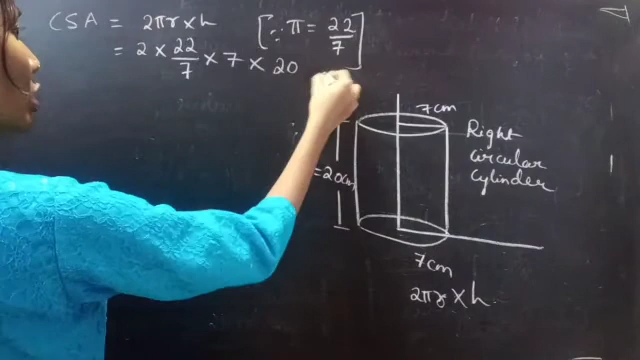 CSA = 2πr × h [∵ π = 22/7]
= 2 × 22/7 × 7 × 20
7cm
Right
circular
cylinder
=20cm
7cm
2πr × h